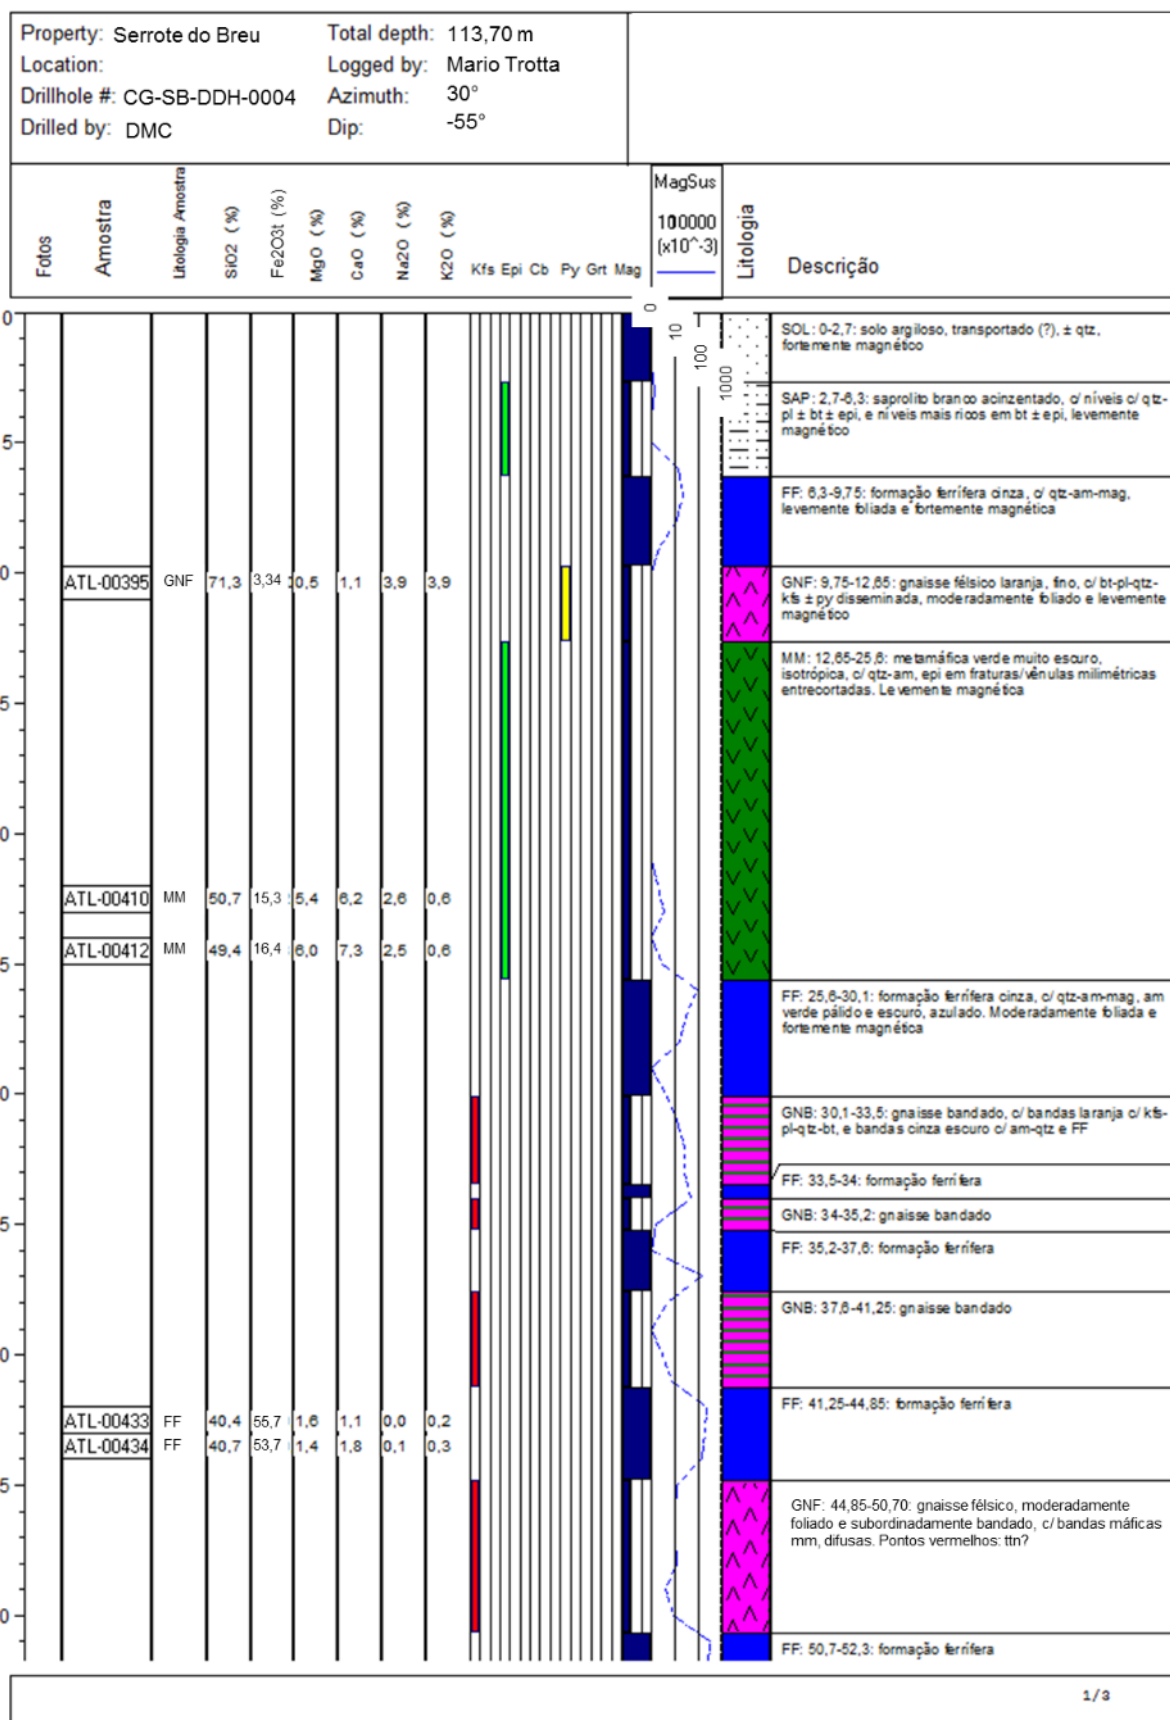 Property: Serrote do Breu Total depth: 113,70 m
Location: Logged by: Mario Trotta
Drillhole #: CG-SB-DDH-0004 Azimuth: 30°
Drilled by: DMC Dip: -55°
Fotos Amostra Litologia Amostra SiO2 (%) Fe2O3t (%) MgO (%) CaO (%) Na2O (%) K2O (%) Kfs Epi Cb Py Grt Mag
MagSus
(x10^-3)
Litologia
Descrição
0 10 100 1000
0
SOL: 0-2,7: solo argiloso, transportado (?), ± qtz,
fortemente magnético
SAP: 2,7-6,3: saprolito branco acinzentado, c/ níveis c/ qtz-
pl ± bt ± epi, e níveis mais ricos em bt ± epi, levemente
magnético
5
FF: 6,3-9,75: formação ferrífera cinza, c/ qtz-am-mag,
levemente foliada e fortemente magnética
0
ATL-00395 GNF 71,3 3,34 0,5 1,1 3,9 3,9
GNF: 9,75-12,65: gnaisse félsico laranja, fino, c/ bt-pl-qtz-
kfs ± py disseminada, moderadamente foliado e levemente
magnético
MM: 12,65-25,6: metamáfica verde muito escuro,
isotrópica, c/ qtz-am, epi em fraturas/vênulas milimétricas
entrecortadas. Levemente magnética
5
0
ATL-00410 MM 50,7 15,3 5,4 6,2 2,6 0,6
ATL-00412 MM 49,4 16,4 6,0 7,3 2,5 0,6
5
FF: 25,6-30,1: formação ferrífera cinza, c/ qtz-am-mag, am
verde pálido e escuro, azulado. Moderadamente foliada e
fortemente magnética
0
GNB: 30,1-33,5: gnaisse bandado, c/ bandas laranja c/ kfs-
pl-qtz-bt, e bandas cinza escuro c/ am-qtz e FF
FF: 33,5-34: formação ferrífera
5
GNB: 34-35,2: gnaisse bandado
FF: 35,2-37,6: formação ferrífera
GNB: 37,6-41,25: gnaisse bandado
0
FF: 41,25-44,85: formação ferrífera
ATL-00433 FF 40,4 55,7 1,6 1,1 0,0 0,2
ATL-00434 FF 40,7 53,7 1,4 1,8 0,1 0,3
5
GNF: 44,85-50,70: gnaisse félsico, moderadamente
foliado e subordinadamente bandado, c/ bandas máficas
mm, difusas. Pontos vermelhos: ttn?
0
FF: 50,7-52,3: formação ferrífera
1/3